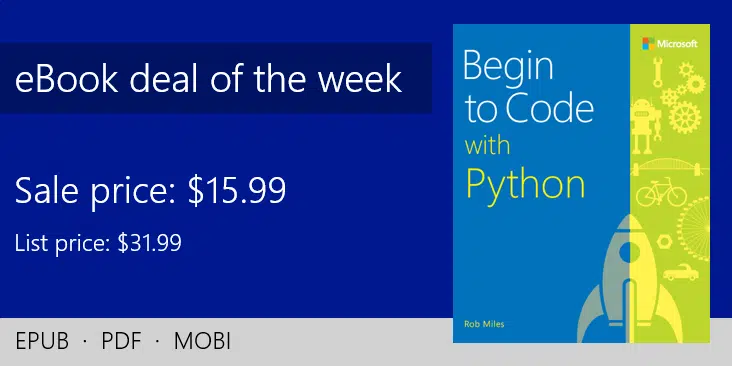 eBook deal of the week
Sale price: $15.99
List price: $31.99
EPUB · PDF · MOBI
Microsoft
Begin
to Code
with
Python
Rob Miles